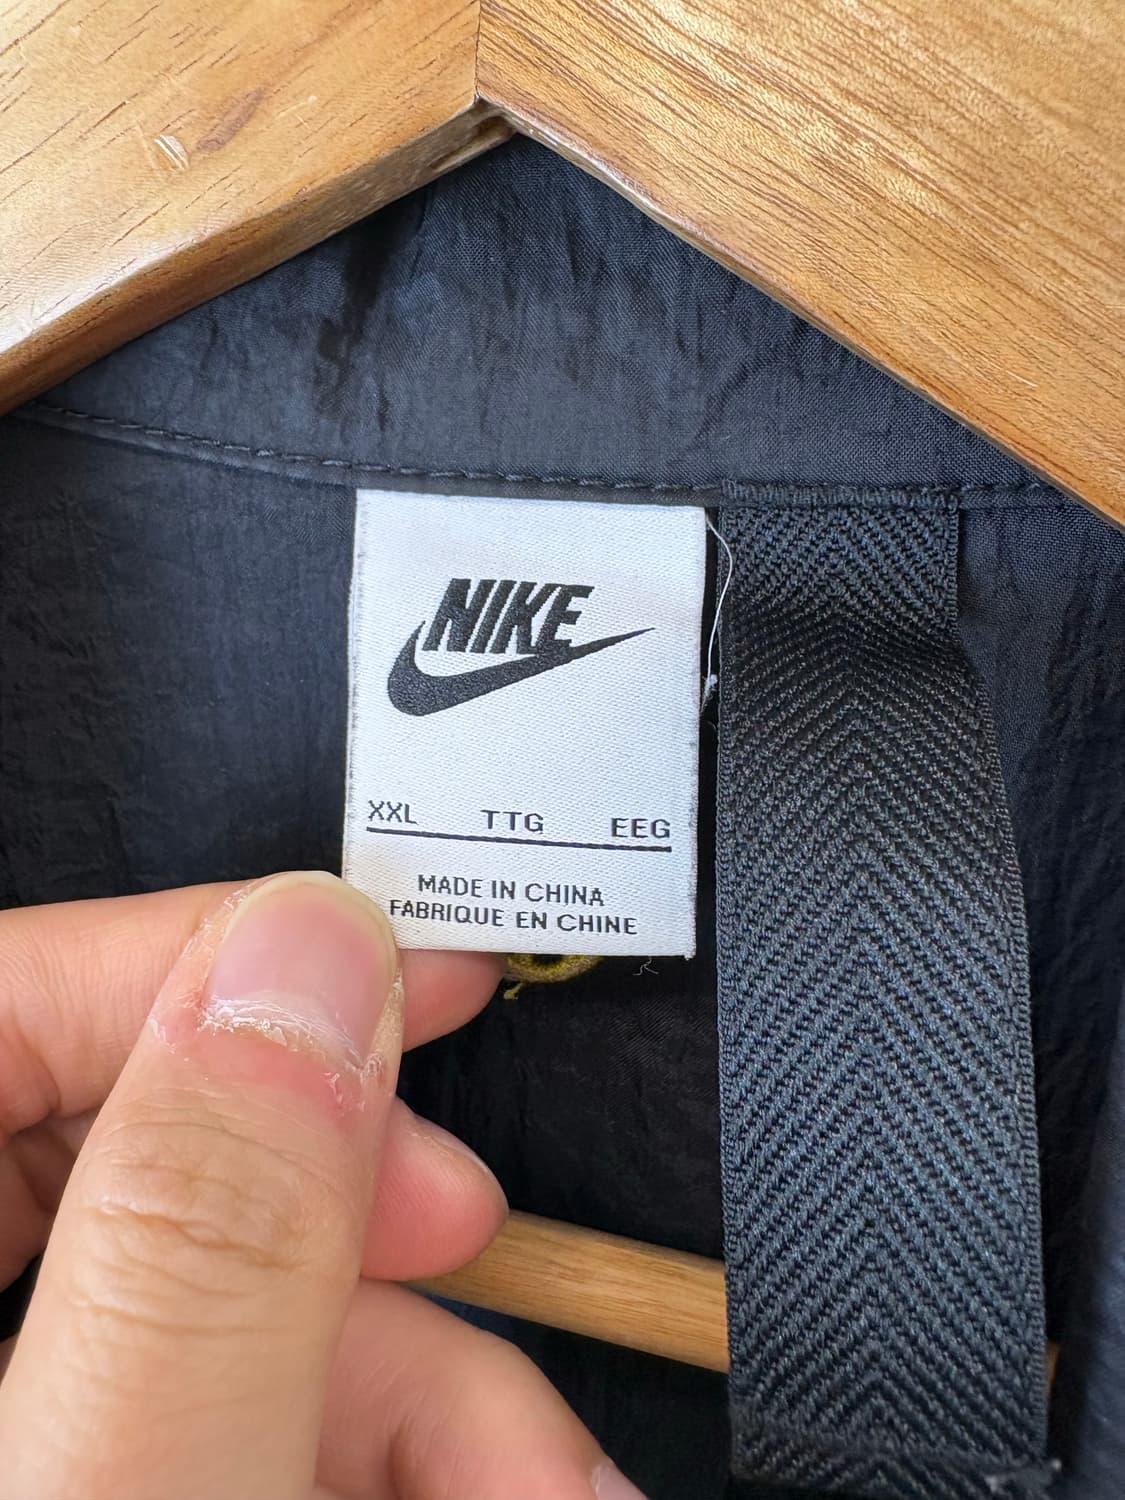 NIKE
XXL TTG EEG
MADE IN CHINA
FABRIQUE EN CHINE